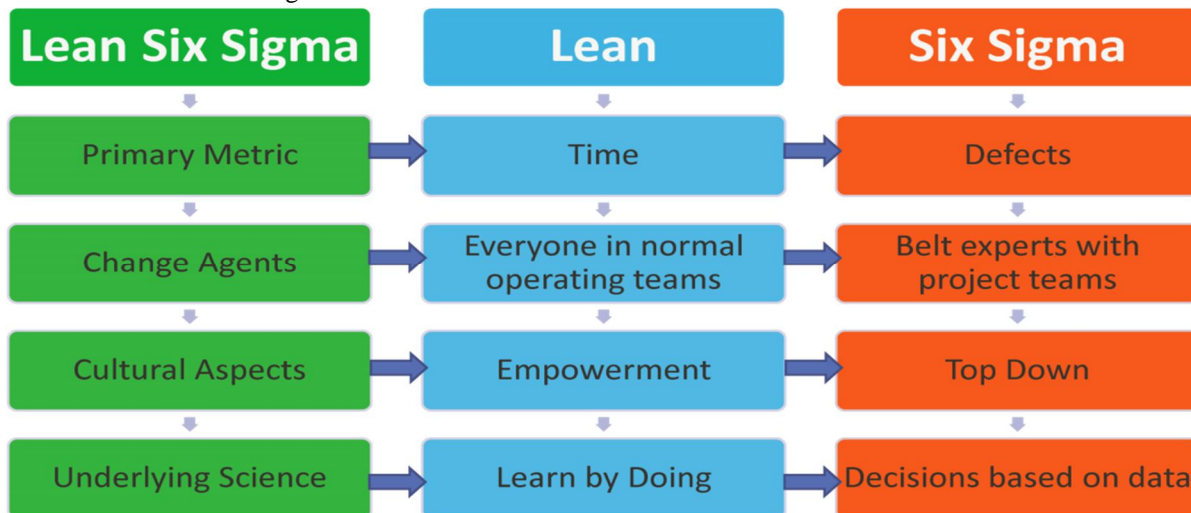 Lean Six Sigma
Lean
Six Sigma
Primary Metric
Time
Defects
Change Agents
Everyone in normal
operating teams
Belt experts with
project teams
Cultural Aspects
Empowerment
Top Down
Underlying Science
Learn by Doing
Decisions based on data